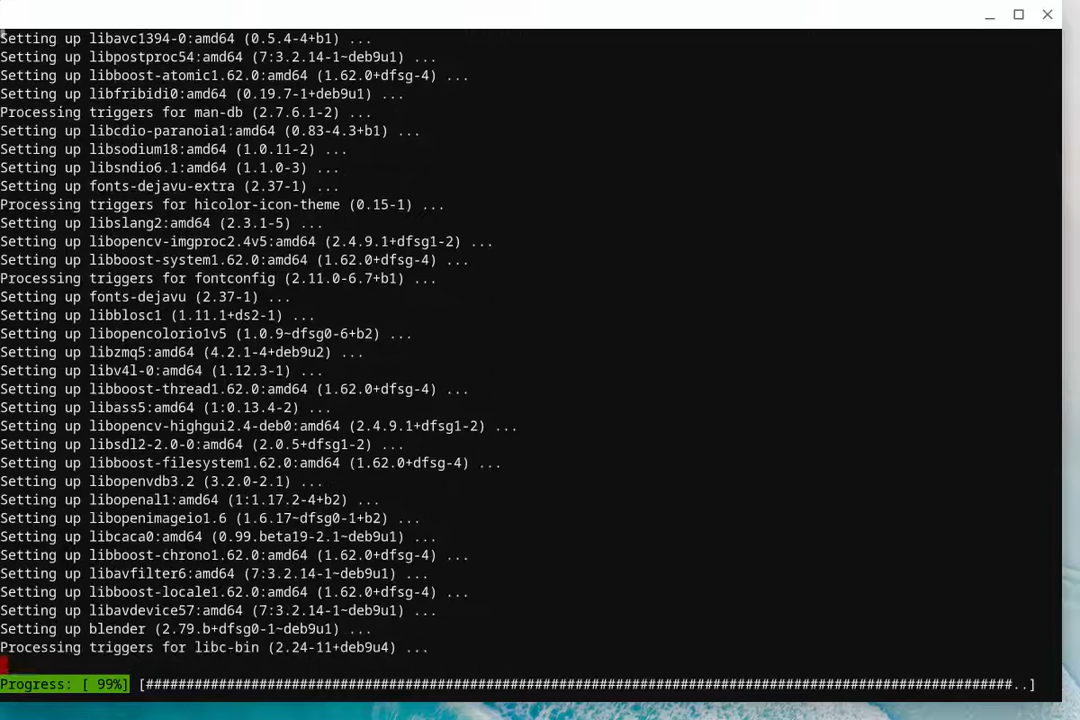 Setting up libavc1394-0:amd64 (0.5.4-4+b1) ...
Setting up libpostproc54:amd64 (7:3.2.14-1~deb9u1) ...
Setting up libboost-atomic1.62.0:amd64 (1.62.0+dfsg-4) ...
Setting up libfribidi0:amd64 (0.19.7-1+deb9u1) ...
Processing triggers for man-db (2.7.6.1-2) ...
Setting up libcdio-paranoia1:amd64 (0.83-4.3+b1) ...
Setting up libsodium18:amd64 (1.0.11-2) ...
Setting up libsndio6.1:amd64 (1.1.0-3) ...
Setting up fonts-dejavu-extra (2.37-1) ...
Processing triggers for hicolor-icon-theme (0.15-1) ...
Setting up libslang2:amd64 (2.3.1-5) ...
Setting up libopencv-imgproc2.4v5:amd64 (2.4.9.1+dfsg1-2) ...
Setting up libboost-system1.62.0:amd64 (1.62.0+dfsg-4) ...
Processing triggers for fontconfig (2.11.0-6.7+b1) ...
Setting up fonts-dejavu (2.37-1) ...
Setting up libblosc1 (1.11.1+ds2-1) ...
Setting up libopencolorio1v5 (1.0.9~dfsg0-6+b2) ...
Setting up libzmq5:amd64 (4.2.1-4+deb9u2) ...
Setting up libv4l-0:amd64 (1.12.3-1) ...
Setting up libboost-thread1.62.0:amd64 (1.62.0+dfsg-4) ...
Setting up libass5:amd64 (1:0.13.4-2) ...
Setting up libopencv-highgui2.4-deb0:amd64 (2.4.9.1+dfsg1-2) ...
Setting up libsdl2-2.0-0:amd64 (2.0.5+dfsg1-2) ...
Setting up libboost-filesystem1.62.0:amd64 (1.62.0+dfsg-4) ...
Setting up libopenvdb3.2 (3.2.0-2.1) ...
Setting up libopenal1:amd64 (1:1.17.2-4+b2) ...
Setting up libopenimageio1.6 (1.6.17~dfsg0-1+b2) ...
Setting up libcaca0:amd64 (0.99.beta19-2.1~deb9u1) ...
Setting up libboost-chrono1.62.0:amd64 (1.62.0+dfsg-4) ...
Setting up libavfilter6:amd64 (7:3.2.14-1~deb9u1) ...
Setting up libboost-locale1.62.0:amd64 (1.62.0+dfsg-4) ...
Setting up libavdevice57:amd64 (7:3.2.14-1~deb9u1) ...
Setting up blender (2.79.b+dfsg0-1~deb9u1) ...
Processing triggers for libc-bin (2.24-11+deb9u4) ...
Progress: [ 99%] [###########################################################################################################..]